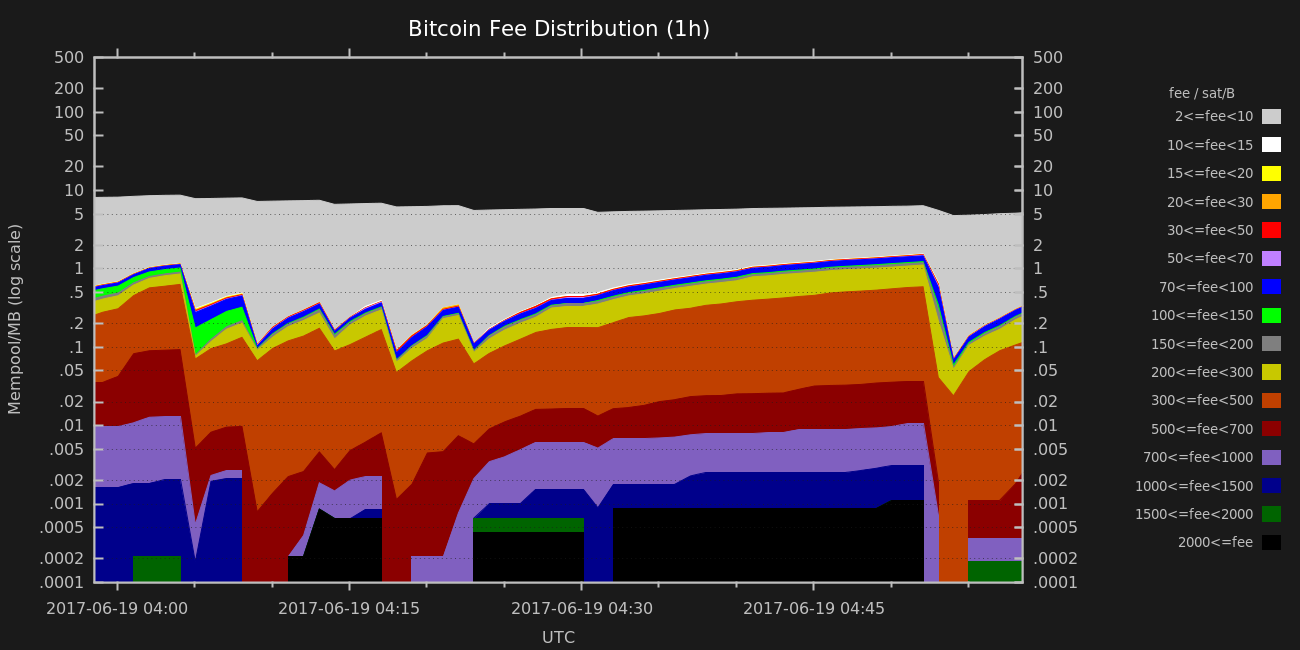 Bitcoin Fee Distribution (1h)
Mempool/MB (log scale)
500
200
100
50
20
10
5
2
1
.5
.2
.1
.05
.02
.01
.005
.002
.001
.0005
.0002
.0001
500
200
100
50
20
10
5
2
1
.5
.2
.1
.05
.02
.01
.005
.002
.001
.0005
.0002
.0001
2017-06-19 04:00
2017-06-19 04:15
2017-06-19 04:30
2017-06-19 04:45
UTC
fee / sat/B
2<=fee<10
10<=fee<15
15<=fee<20
20<=fee<30
30<=fee<50
50<=fee<70
70<=fee<100
100<=fee<150
150<=fee<200
200<=fee<300
300<=fee<500
500<=fee<700
700<=fee<1000
1000<=fee<1500
1500<=fee<2000
2000<=fee